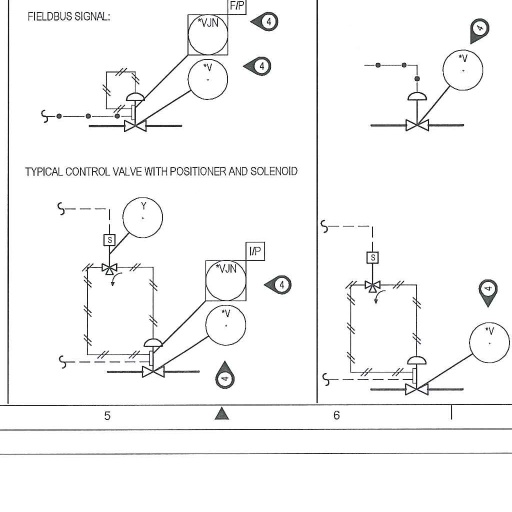 F/P
FIELDBUS SIGNAL:
*VJN
4
*V
4
4
*V
TYPICAL CONTROL VALVE WITH POSITIONER AND SOLENOID
Y
S
I/P
*VJN
4
*V
4
S
4
*V
5
6